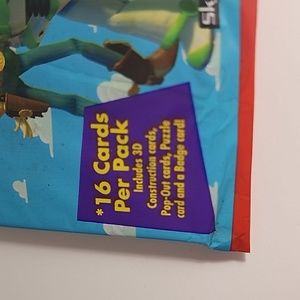 *16 Cards
Per Pack
Includes 3D
Construction cards,
Pop-Out cards, Puzzle
card and a Badge card!